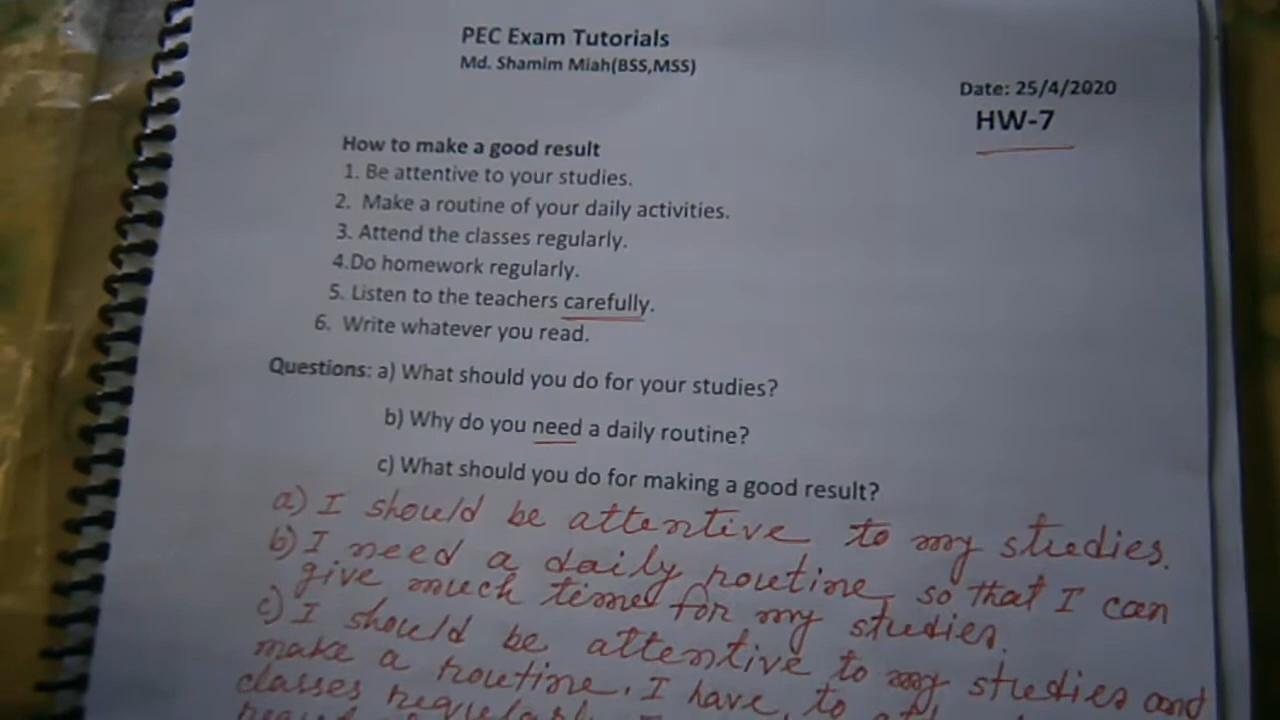 PEC Exam Tutorials
Md. Shamim Miah(BSS,MSS)
Date: 25/4/2020
HW-7
How to make a good result
1. Be attentive to your studies.
2. Make a routine of your daily activities.
3. Attend the classes regularly.
4.Do homework regularly.
5. Listen to the teachers carefully.
6. Write whatever you read.
Questions: a) What should you do for your studies?
b) Why do you need a daily routine?
c) What should you do for making a good result?
a) I should be attentive to my studies.
b) I need a daily routine so that I can
give much time for my studies.
c) I should be attentive to my studies and
make a routine. I have to
classes regularly